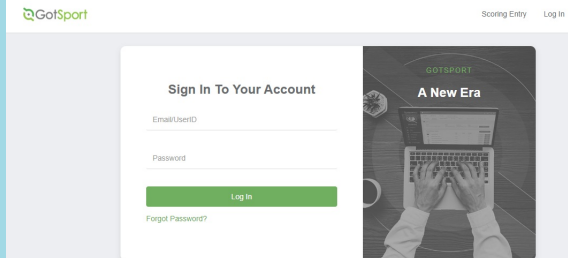 GotSport
Scoring Entry Log In
Sign In To Your Account
Email/UserID
Password
Log In
Forgot Password?
GOTSPORT
A New Era